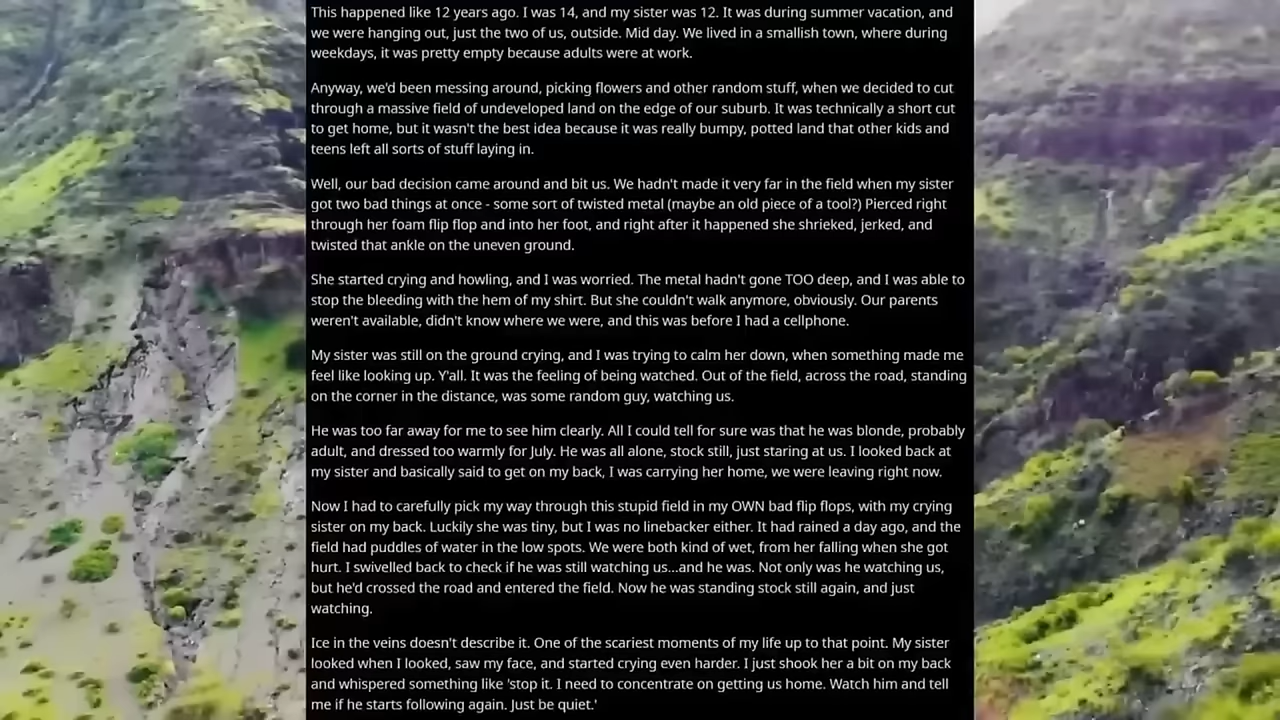 This happened like 12 years ago. I was 14, and my sister was 12. It was during summer vacation, and
we were hanging out, just the two of us, outside. Mid day. We lived in a smallish town, where during
weekdays, it was pretty empty because adults were at work.
Anyway, we'd been messing around, picking flowers and other random stuff, when we decided to cut
through a massive field of undeveloped land on the edge of our suburb. It was technically a short cut
to get home, but it wasn't the best idea because it was really bumpy, potted land that other kids and
teens left all sorts of stuff laying in.
Well, our bad decision came around and bit us. We hadn't made it very far in the field when my sister
got two bad things at once - some sort of twisted metal (maybe an old piece of a tool?) Pierced right
through her foam flip flop and into her foot, and right after it happened she shrieked, jerked, and
twisted that ankle on the uneven ground.
She started crying and howling, and I was worried. The metal hadn't gone TOO deep, and I was able to
stop the bleeding with the hem of my shirt. But she couldn't walk anymore, obviously. Our parents
weren't available, didn't know where we were, and this was before I had a cellphone.
My sister was still on the ground crying, and I was trying to calm her down, when something made me
feel like looking up. Y'all. It was the feeling of being watched. Out of the field, across the road, standing
on the corner in the distance, was some random guy, watching us.
He was too far away for me to see him clearly. All I could tell for sure was that he was blonde, probably
adult, and dressed too warmly for July. He was all alone, stock still, just staring at us. I looked back at
my sister and basically said to get on my back, I was carrying her home, we were leaving right now.
Now I had to carefully pick my way through this stupid field in my OWN bad flip flops, with my crying
sister on my back. Luckily she was tiny, but I was no linebacker either. It had rained a day ago, and the
field had puddles of water in the low spots. We were both kind of wet, from her falling when she got
hurt. I swivelled back to check if he was still watching us...and he was. Not only was he watching us,
but he'd crossed the road and entered the field. Now he was standing stock still again, and just
watching.
Ice in the veins doesn't describe it. One of the scariest moments of my life up to that point. My sister
looked when I looked, saw my face, and started crying even harder. I just shook her a bit on my back
and whispered something like 'stop it. I need to concentrate on getting us home. Watch him and tell
me if he starts following again. Just be quiet.'